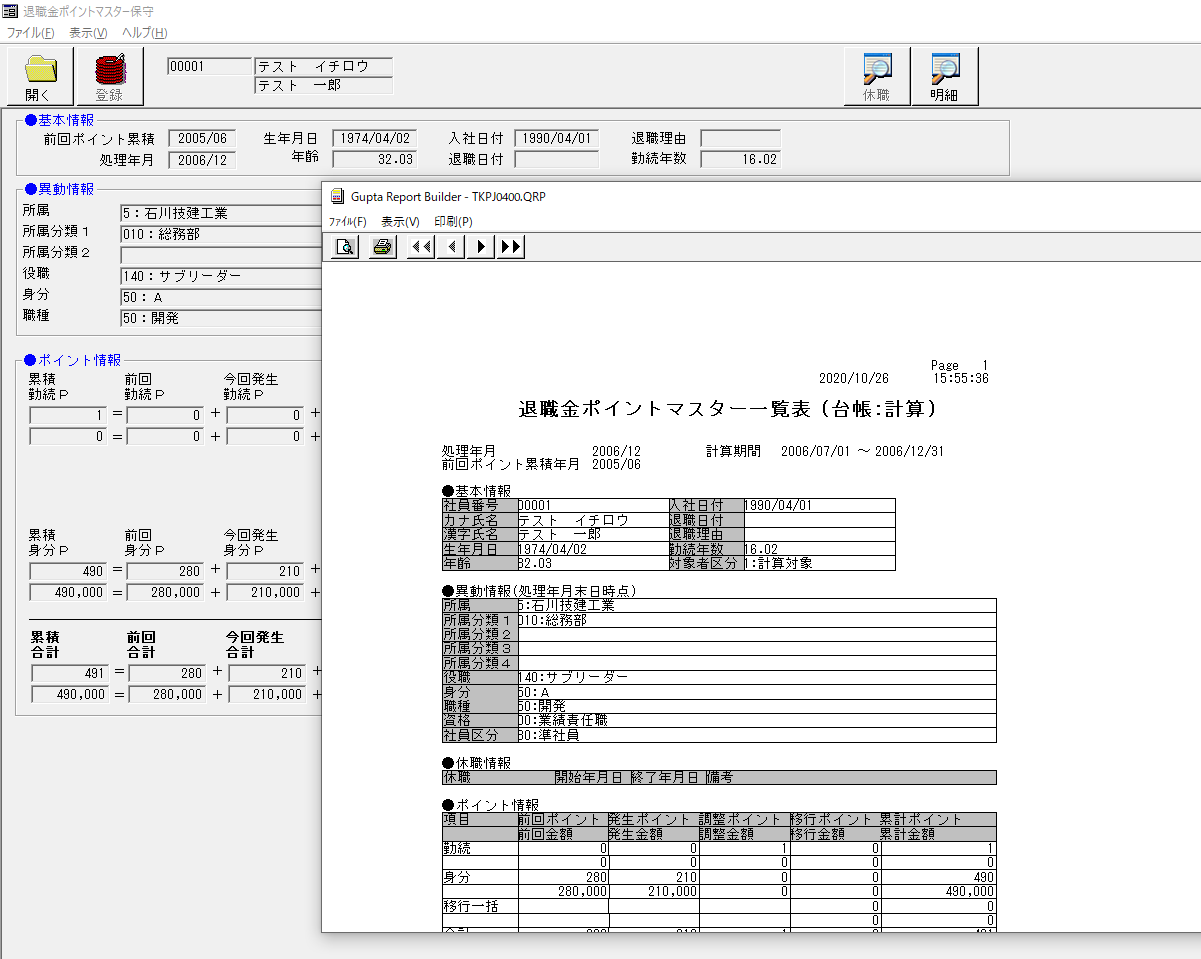 退職金ポイントマスター保守
ファイル(F) 表示(V) ヘルプ(H)
開く 登録 00001 テスト　イチロウ 休職 明細
テスト　一郎
●基本情報
前回ポイント累積 2005/06 生年月日 1974/04/02 入社日付 1990/04/01 退職理由
処理年月 2006/12 年齢 32.03 退職日付 勤続年数 16.02
●異動情報
所属 5：石川技建工業
所属分類１ 010：総務部
所属分類２
役職 140：サブリーダー
身分 50：Ａ
職種 50：開発
●ポイント情報
累積 前回 今回発生
勤続Ｐ 勤続Ｐ 勤続Ｐ
1 = 0 + 0 +
0 = 0 + 0 +
累積 前回 今回発生
身分Ｐ 身分Ｐ 身分Ｐ
490 = 280 + 210 +
490,000 = 280,000 + 210,000 +
累積 前回 今回発生
合計 合計 合計
491 = 280 + 210 +
490,000 = 280,000 + 210,000 +
Gupta Report Builder - TKPJ0400.QRP
ファイル(F) 表示(V) 印刷(P)
Page 1
2020/10/26 15:55:36
退職金ポイントマスター一覧表（台帳:計算）
処理年月 2006/12 計算期間 2006/07/01 ～ 2006/12/31
前回ポイント累積年月 2005/06
●基本情報
社員番号 00001 入社日付 1990/04/01
カナ氏名 テスト　イチロウ 退職日付
漢字氏名 テスト　一郎 退職理由
生年月日 1974/04/02 勤続年数 16.02
年齢 32.03 対象者区分 1:計算対象
●異動情報(処理年月末日時点)
所属 5:石川技建工業
所属分類１ 010:総務部
所属分類２
所属分類３
所属分類４
役職 140:サブリーダー
身分 50:Ａ
職種 50:開発
資格 00:業績責任職
社員区分 30:準社員
●休職情報
休職 開始年月日 終了年月日 備考
●ポイント情報
項目 前回ポイント 発生ポイント 調整ポイント 移行ポイント 累計ポイント
前回金額 発生金額 調整金額 移行金額 累計金額
勤続 0 0 1 0 1
0 0 0 0 0
身分 280 210 0 0 490
280,000 210,000 0 0 490,000
移行一括 0 0
0 0